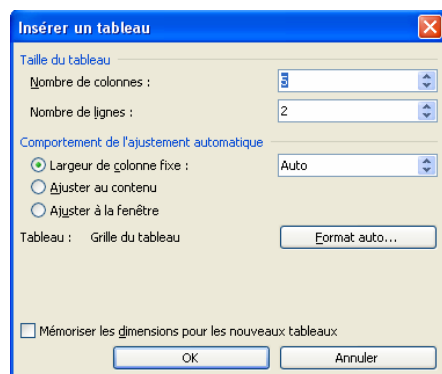 Insérer un tableau
Taille du tableau
Nombre de colonnes : 5
Nombre de lignes : 2
Comportement de l'ajustement automatique
Largeur de colonne fixe : Auto
Ajuster au contenu
Ajuster à la fenêtre
Tableau : Grille du tableau Format auto...
Mémoriser les dimensions pour les nouveaux tableaux
OK Annuler